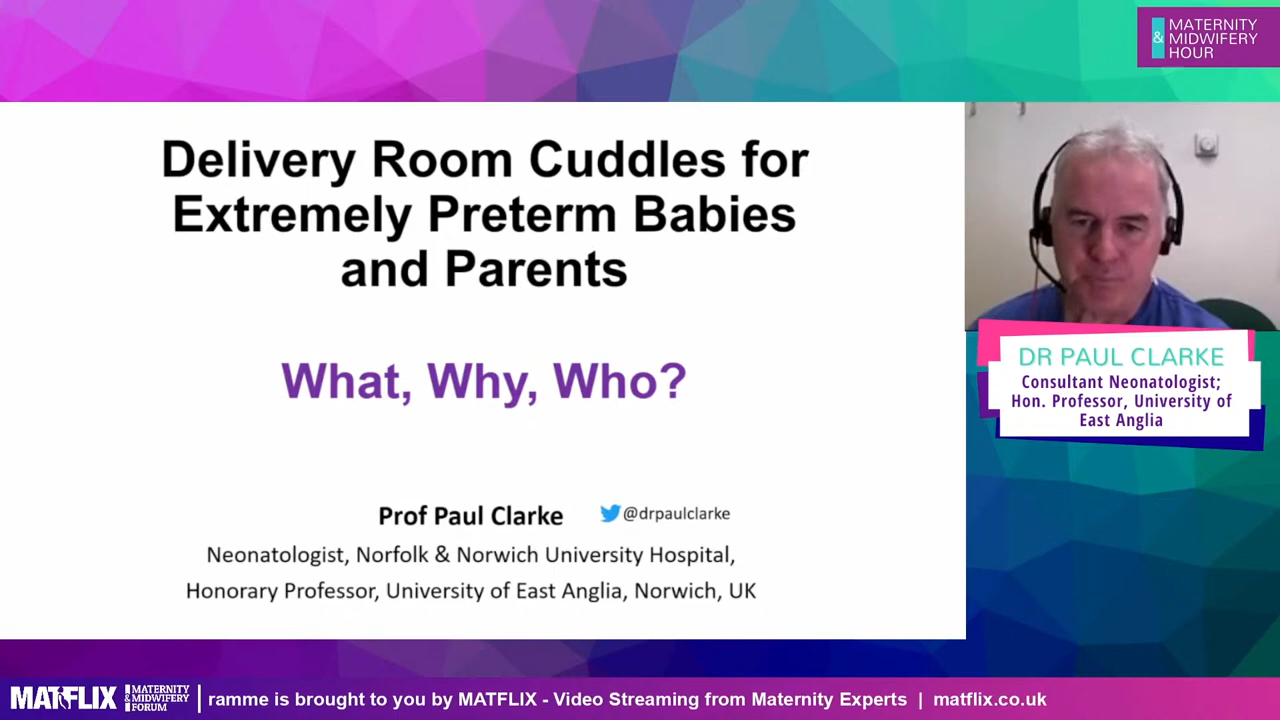 MATERNITY
& MIDWIFERY
HOUR
Delivery Room Cuddles for
Extremely Preterm Babies
and Parents
What, Why, Who?
Prof Paul Clarke @drpaulclarke
Neonatologist, Norfolk & Norwich University Hospital,
Honorary Professor, University of East Anglia, Norwich, UK
DR PAUL CLARKE
Consultant Neonatologist;
Hon. Professor, University of
East Anglia
MATFLIX
MATERNITY
& MIDWIFERY
FORUM
ramme is brought to you by MATFLIX - Video Streaming from Maternity Experts | matflix.co.uk